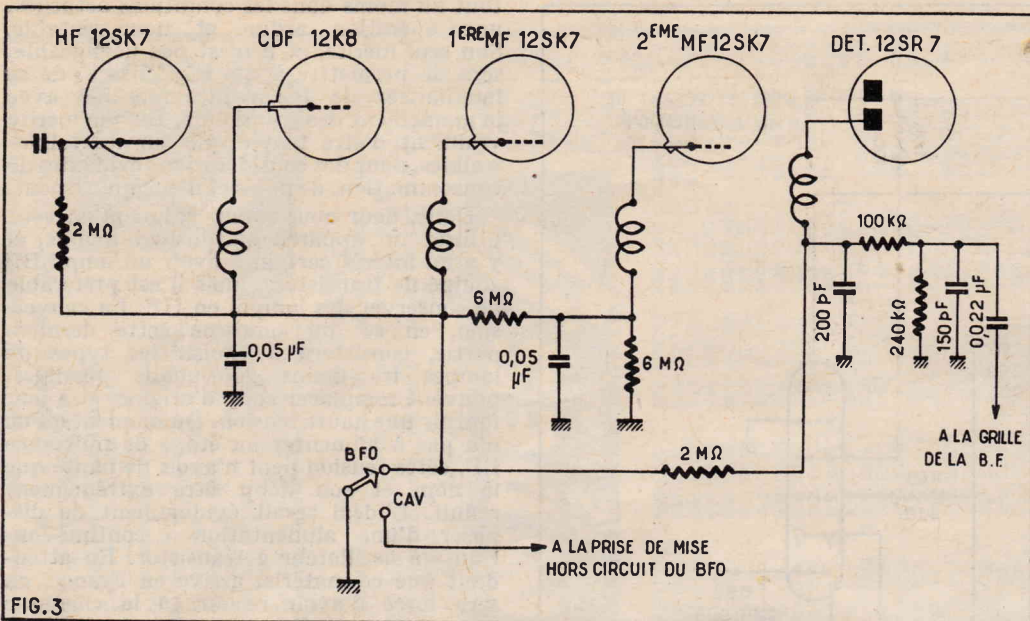 HF 12SK7
CDF 12K8
1ERE MF 12SK7
2EME MF 12SK7
DET. 12SR7
2 MΩ
0,05 µF
6 MΩ
0,05
µF
6 MΩ
200 pF
100 kΩ
240 kΩ
150 pF
0,022 µF
A LA GRILLE
DE LA B.F.
BFO
CAV
2 MΩ
A LA PRISE DE MISE
HORS CIRCUIT DU BFO
FIG.3